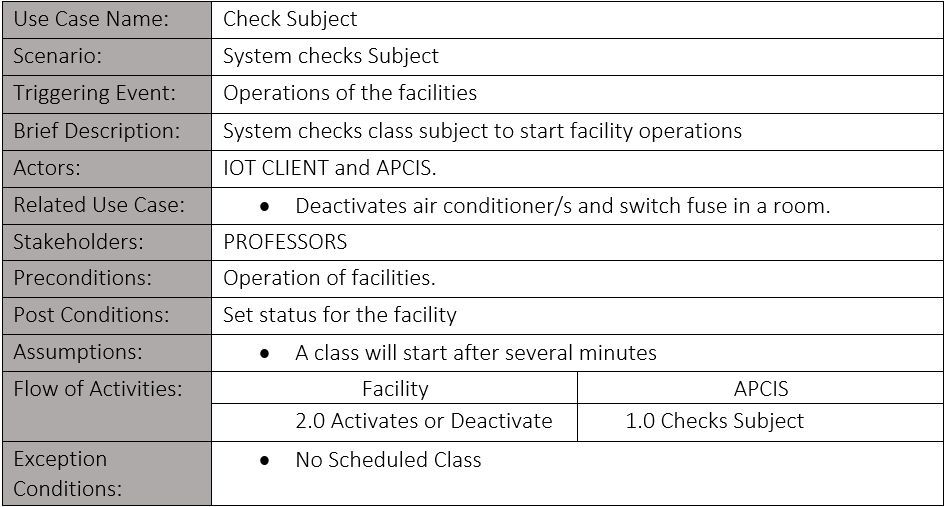 Use Case Name: Check Subject
Scenario: System checks Subject
Triggering Event: Operations of the facilities
Brief Description: System checks class subject to start facility operations
Actors: IOT CLIENT and APCIS.
Related Use Case: • Deactivates air conditioner/s and switch fuse in a room.
Stakeholders: PROFESSORS
Preconditions: Operation of facilities.
Post Conditions: Set status for the facility
Assumptions: • A class will start after several minutes
Flow of Activities: Facility APCIS
2.0 Activates or Deactivate 1.0 Checks Subject
Exception • No Scheduled Class
Conditions: